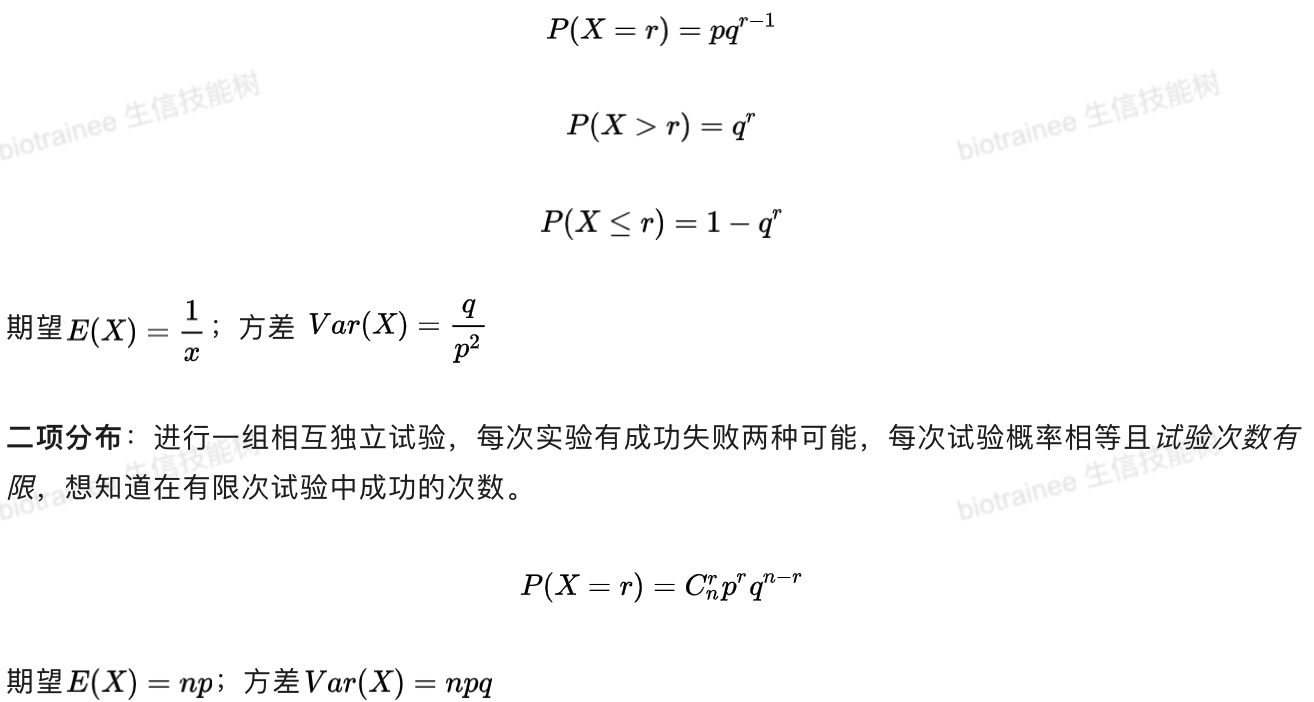 P(X = r) = pq^{r−1}
biotrainee 生信技能树
biotrainee 生信技能树
P(X > r) = q^r
P(X ≤ r) = 1 − q^r
期望E(X) = \frac{1}{x}；方差 Var(X) = \frac{q}{p^2}
二项分布：进行一组相互独立试验，每次实验有成功失败两种可能，每次试验概率相等且试验次数有
限，想知道在有限次试验中成功的次数。
biotrainee 生信技能树
biotrainee 生信技能树
P(X = r) = C_n^r p^r q^{n−r}
期望E(X) = np；方差Var(X) = npq